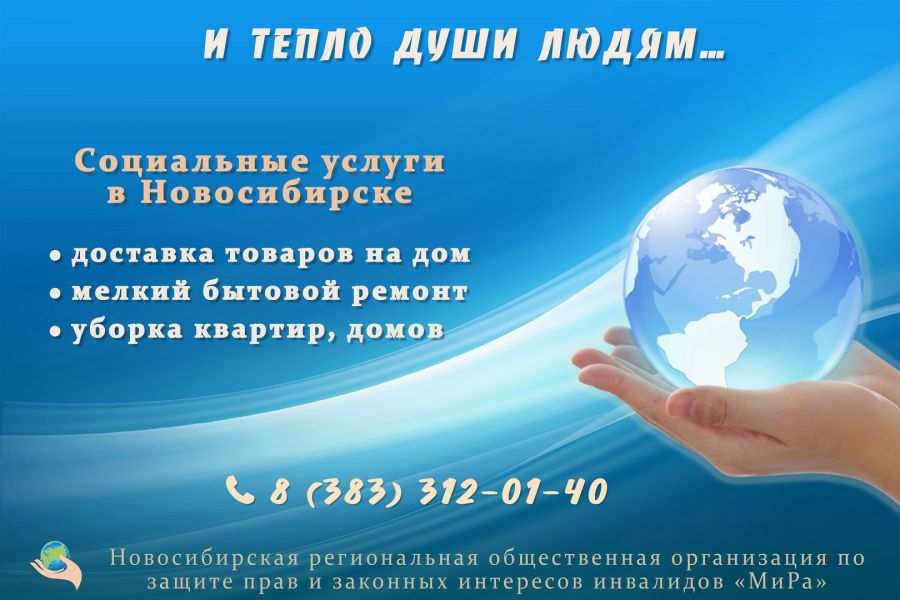 И ТЕПЛО ДУШИ ЛЮДЯМ...
Социальные услуги
в Новосибирске
• доставка товаров на дом
• мелкий бытовой ремонт
• уборка квартир, домов
8 (383) 312-01-40
Новосибирская региональная общественная организация по
защите прав и законных интересов инвалидов «МиРа»